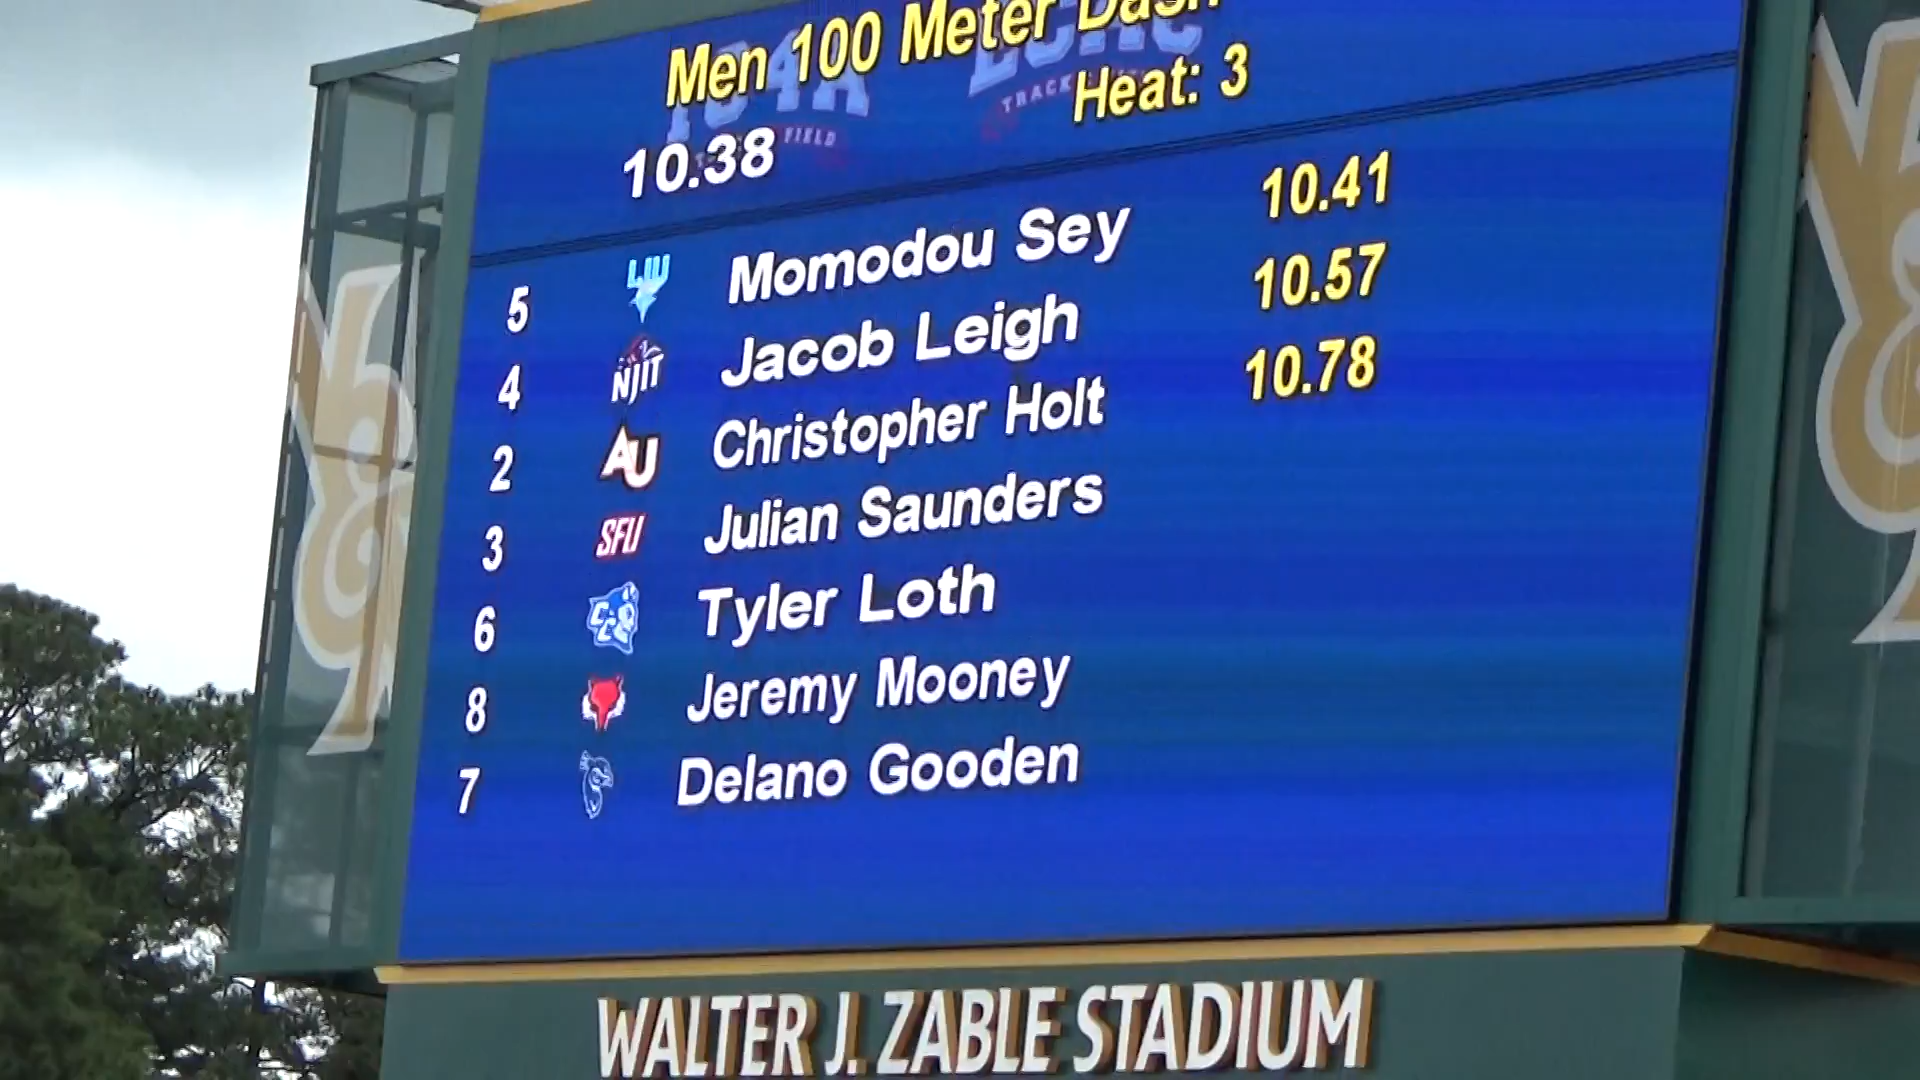 Men 100 Meter Dash
Heat: 3
10.38
5 LIU Momodou Sey 10.41
4 NJIT Jacob Leigh 10.57
2 AU Christopher Holt 10.78
3 SFU Julian Saunders
6 Tyler Loth
8 Jeremy Mooney
7 Delano Gooden
WALTER J. ZABLE STADIUM